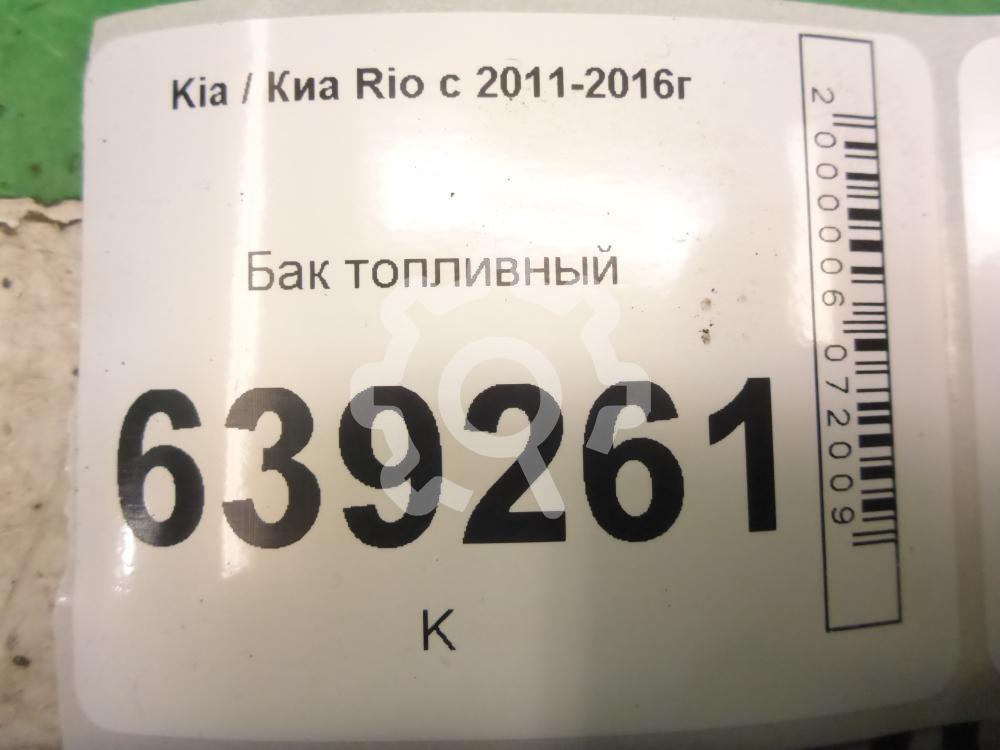 Kia / Киа Rio с 2011-2016г
Бак топливный
639261
К
2000006072009